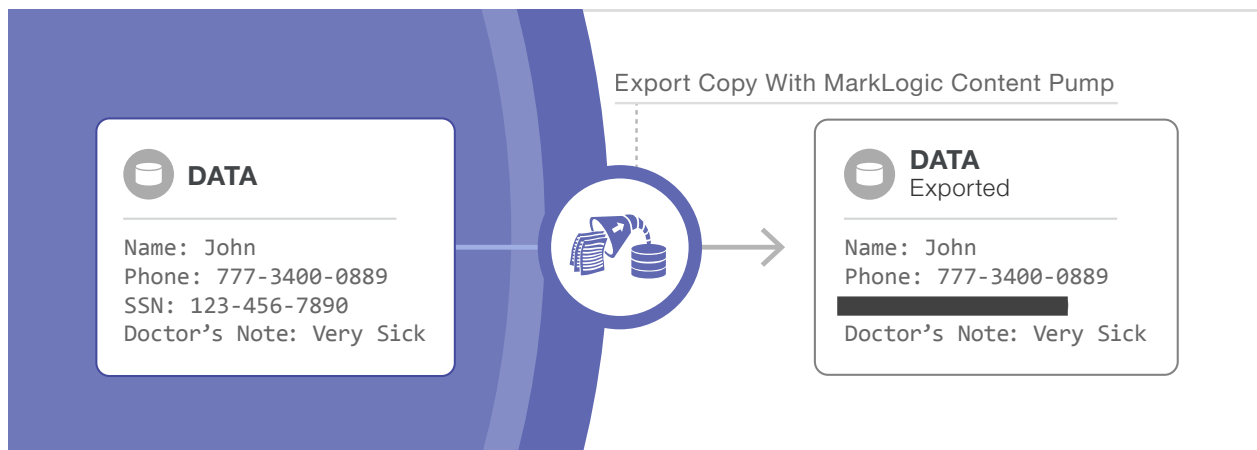 Export Copy With MarkLogic Content Pump
DATA
Name: John
Phone: 777-3400-0889
SSN: 123-456-7890
Doctor’s Note: Very Sick
DATA
Exported
Name: John
Phone: 777-3400-0889
Doctor’s Note: Very Sick